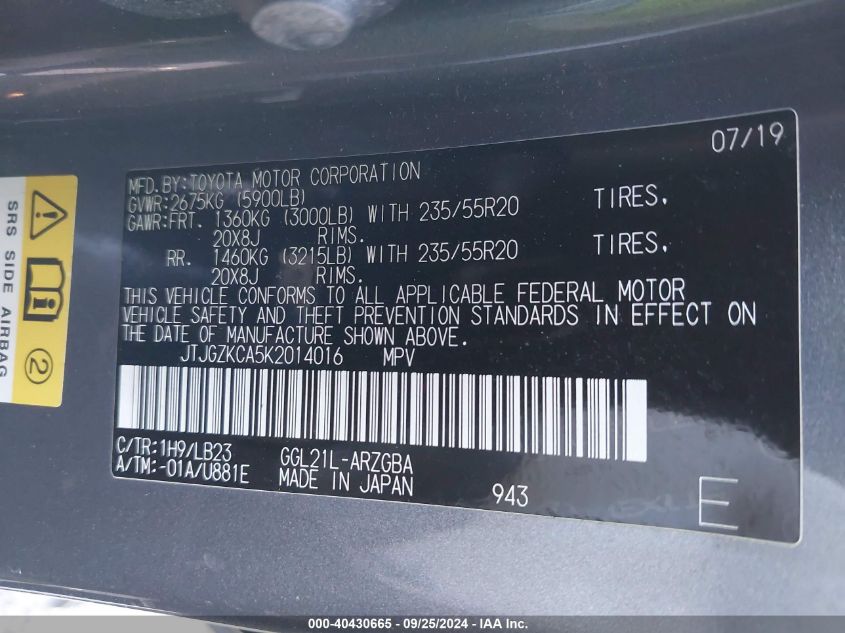 07/19
MFD.BY:TOYOTA MOTOR CORPORATION
GVWR:2675KG (5900LB)
GAWR:FRT. 1360KG (3000LB) WITH 235/55R20 TIRES,
20X8J RIMS.
RR. 1460KG (3215LB) WITH 235/55R20 TIRES,
20X8J RIMS.
THIS VEHICLE CONFORMS TO ALL APPLICABLE FEDERAL MOTOR
VEHICLE SAFETY AND THEFT PREVENTION STANDARDS IN EFFECT ON
THE DATE OF MANUFACTURE SHOWN ABOVE.
JTJGZKCA5K2014016 MPV
C/TR:1H9/LB23 GGL21L-ARZGBA
A/TM:-01A/U881E MADE IN JAPAN 943 E
SRS SIDE AIRBAG
2
000-40430665 - 09/25/2024 - IAA Inc.